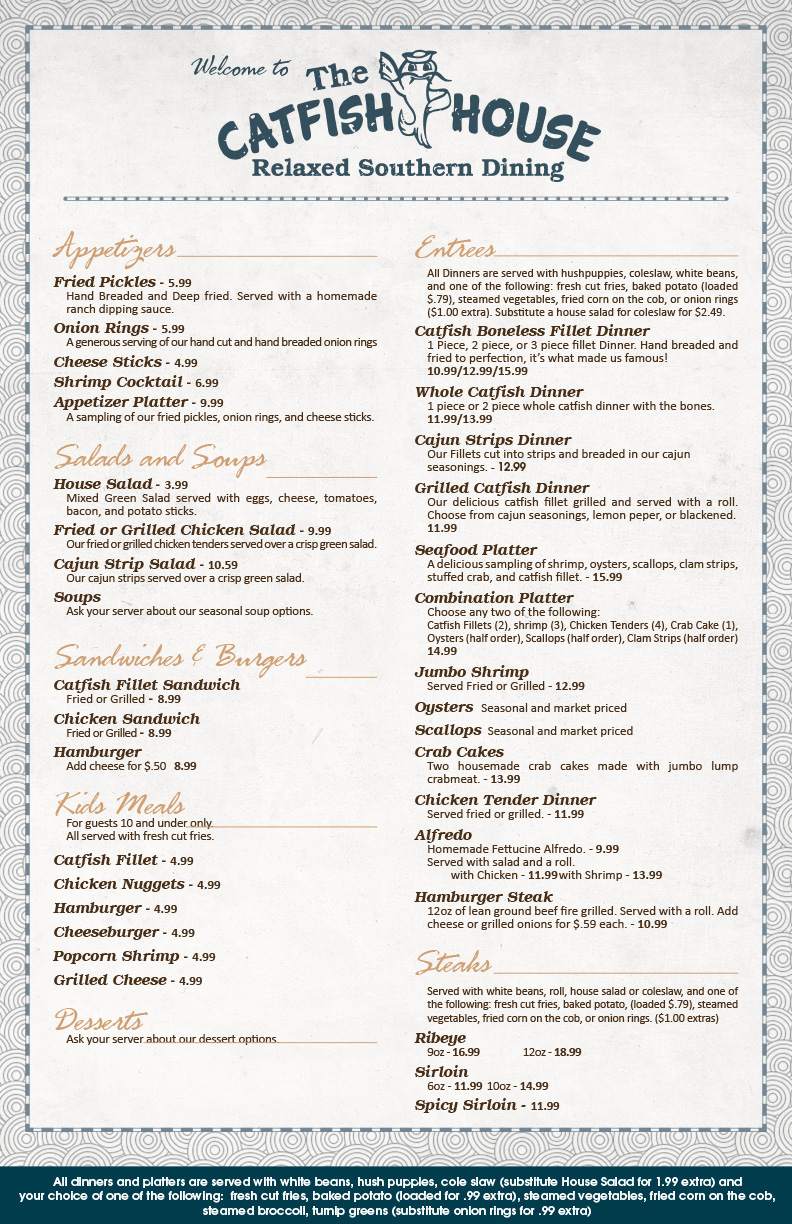 Welcome to
The
CATFISH HOUSE
Relaxed Southern Dining
Appetizers
Fried Pickles - 5.99
Hand Breaded and Deep fried. Served with a homemade
ranch dipping sauce.
Onion Rings - 5.99
A generous serving of our hand cut and hand breaded onion rings
Cheese Sticks - 4.99
Shrimp Cocktail - 6.99
Appetizer Platter - 9.99
A sampling of our fried pickles, onion rings, and cheese sticks.
Salads and Soups
House Salad - 3.99
Mixed Green Salad served with eggs, cheese, tomatoes,
bacon, and potato sticks.
Fried or Grilled Chicken Salad - 9.99
Our fried or grilled chicken tenders served over a crisp green salad.
Cajun Strip Salad - 10.59
Our cajun strips served over a crisp green salad.
Soups
Ask your server about our seasonal soup options.
Sandwiches & Burgers
Catfish Fillet Sandwich
Fried or Grilled - 8.99
Chicken Sandwich
Fried or Grilled - 8.99
Hamburger
Add cheese for $.50 8.99
Kids Meals
For guests 10 and under only.
All served with fresh cut fries.
Catfish Fillet - 4.99
Chicken Nuggets - 4.99
Hamburger - 4.99
Cheeseburger - 4.99
Popcorn Shrimp - 4.99
Grilled Cheese - 4.99
Desserts
Ask your server about our dessert options.
Entrees
All Dinners are served with hushpuppies, coleslaw, white beans,
and one of the following: fresh cut fries, baked potato (loaded
$.79), steamed vegetables, fried corn on the cob, or onion rings
($1.00 extra). Substitute a house salad for coleslaw for $2.49.
Catfish Boneless Fillet Dinner
1 Piece, 2 piece, or 3 piece fillet Dinner. Hand breaded and
fried to perfection, it's what made us famous!
10.99/12.99/15.99
Whole Catfish Dinner
1 piece or 2 piece whole catfish dinner with the bones.
11.99/13.99
Cajun Strips Dinner
Our Fillets cut into strips and breaded in our cajun
seasonings. - 12.99
Grilled Catfish Dinner
Our delicious catfish fillet grilled and served with a roll.
Choose from cajun seasonings, lemon peper, or blackened.
11.99
Seafood Platter
A delicious sampling of shrimp, oysters, scallops, clam strips,
stuffed crab, and catfish fillet. - 15.99
Combination Platter
Choose any two of the following:
Catfish Fillets (2), shrimp (3), Chicken Tenders (4), Crab Cake (1),
Oysters (half order), Scallops (half order), Clam Strips (half order)
14.99
Jumbo Shrimp
Served Fried or Grilled - 12.99
Oysters Seasonal and market priced
Scallops Seasonal and market priced
Crab Cakes
Two housemade crab cakes made with jumbo lump
crabmeat. - 13.99
Chicken Tender Dinner
Served fried or grilled. - 11.99
Alfredo
Homemade Fettucine Alfredo. - 9.99
Served with salad and a roll.
with Chicken - 11.99with Shrimp - 13.99
Hamburger Steak
12oz of lean ground beef fire grilled. Served with a roll. Add
cheese or grilled onions for $.59 each. - 10.99
Steaks
Served with white beans, roll, house salad or coleslaw, and one of
the following: fresh cut fries, baked potato, (loaded $.79), steamed
vegetables, fried corn on the cob, or onion rings. ($1.00 extras)
Ribeye
9oz - 16.99 12oz - 18.99
Sirloin
6oz - 11.99 10oz - 14.99
Spicy Sirloin - 11.99
All dinners and platters are served with white beans, hush puppies, cole slaw (substitute House Salad for 1.99 extra) and
your choice of one of the following: fresh cut fries, baked potato (loaded for .99 extra), steamed vegetables, fried corn on the cob,
steamed broccoli, turnip greens (substitute onion rings for .99 extra)